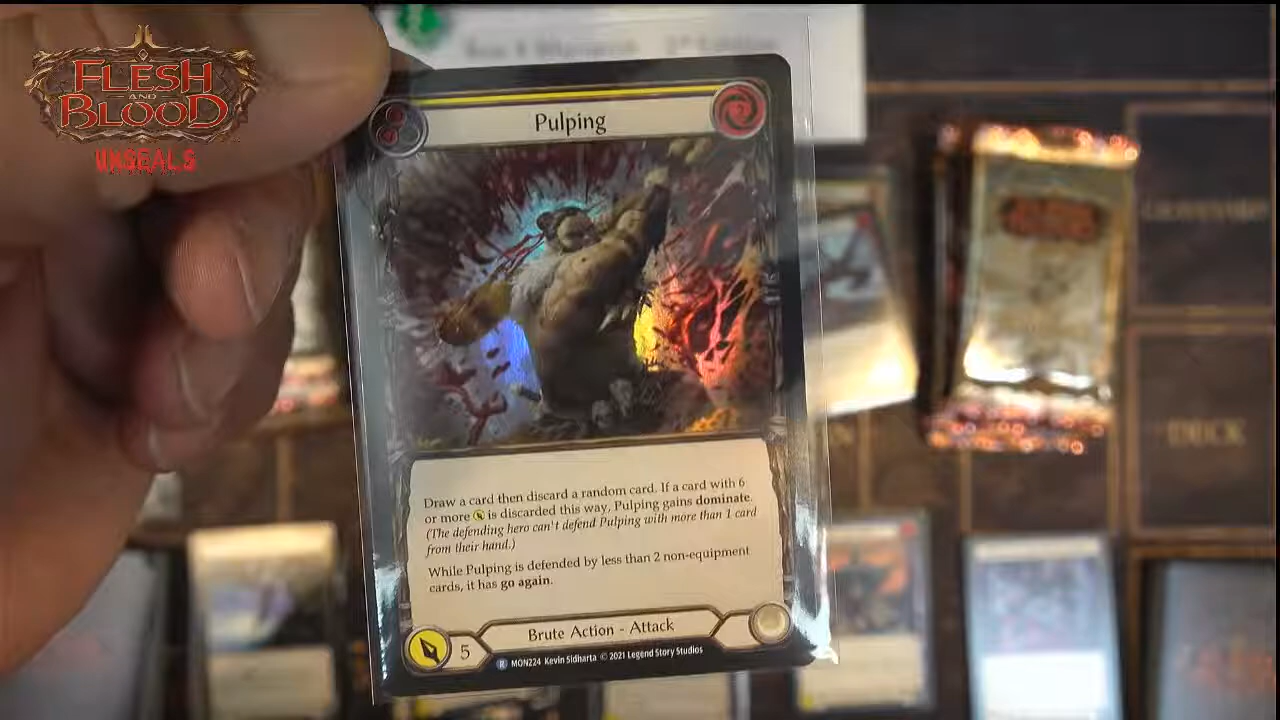 FLESH
AND
BLOOD
UNSEALS
Pulping
2
Draw a card then discard a random card. If a card with 6
or more is discarded this way, Pulping gains dominate.
(The defending hero can't defend Pulping with more than 1 card
from their hand.)
While Pulping is defended by less than 2 non-equipment
cards, it has go again.
Brute Action - Attack
5
R MON224 Kevin Sidharta © 2021 Legend Story Studios
DECK